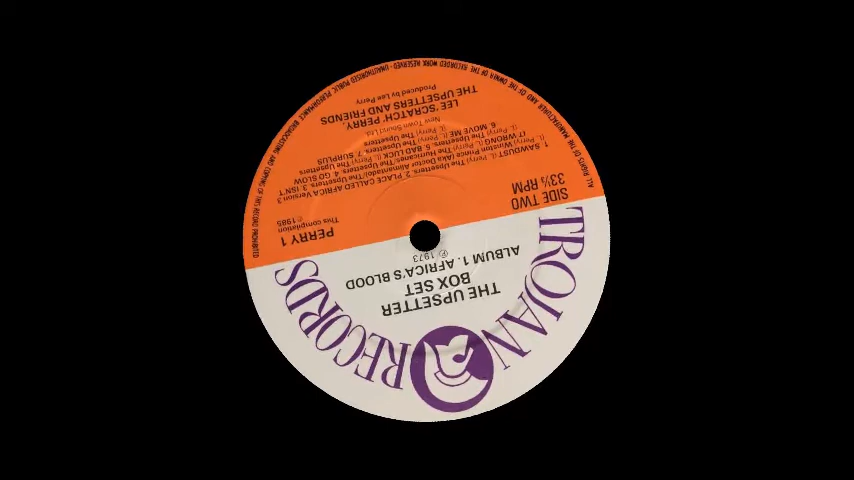 TROJAN RECORDS
THE UPSETTER
BOX SET
ALBUM 1. AFRICA'S BLOOD
℗ 1973
SIDE TWO
33⅓ RPM
PERRY 1
This compilation
℗ 1985
1. SAWDUST (L. Perry) The Upsetters 2. PLACE CALLED AFRICA Version 3
(L. Perry) Winston Prince (Aka Doctor Alimantado)/The Upsetters 3. ISN'T
IT WRONG (L. Perry) The Hurricanes/The Upsetters 4. GO SLOW
(L. Perry) The Upsetters 5. BAD LUCK (L. Perry) The Upsetters
6. MOVE ME (L. Perry) The Upsetters 7. SURPLUS
(L. Perry) The Upsetters
New Town Sound Ltd.
LEE 'SCRATCH' PERRY,
THE UPSETTERS AND FRIENDS
Produced by Lee Perry
ALL RIGHTS OF THE MANUFACTURER AND OF THE OWNER OF THE RECORDED WORK RESERVED · UNAUTHORISED PUBLIC PERFORMANCE BROADCASTING AND COPYING OF THIS RECORD PROHIBITED